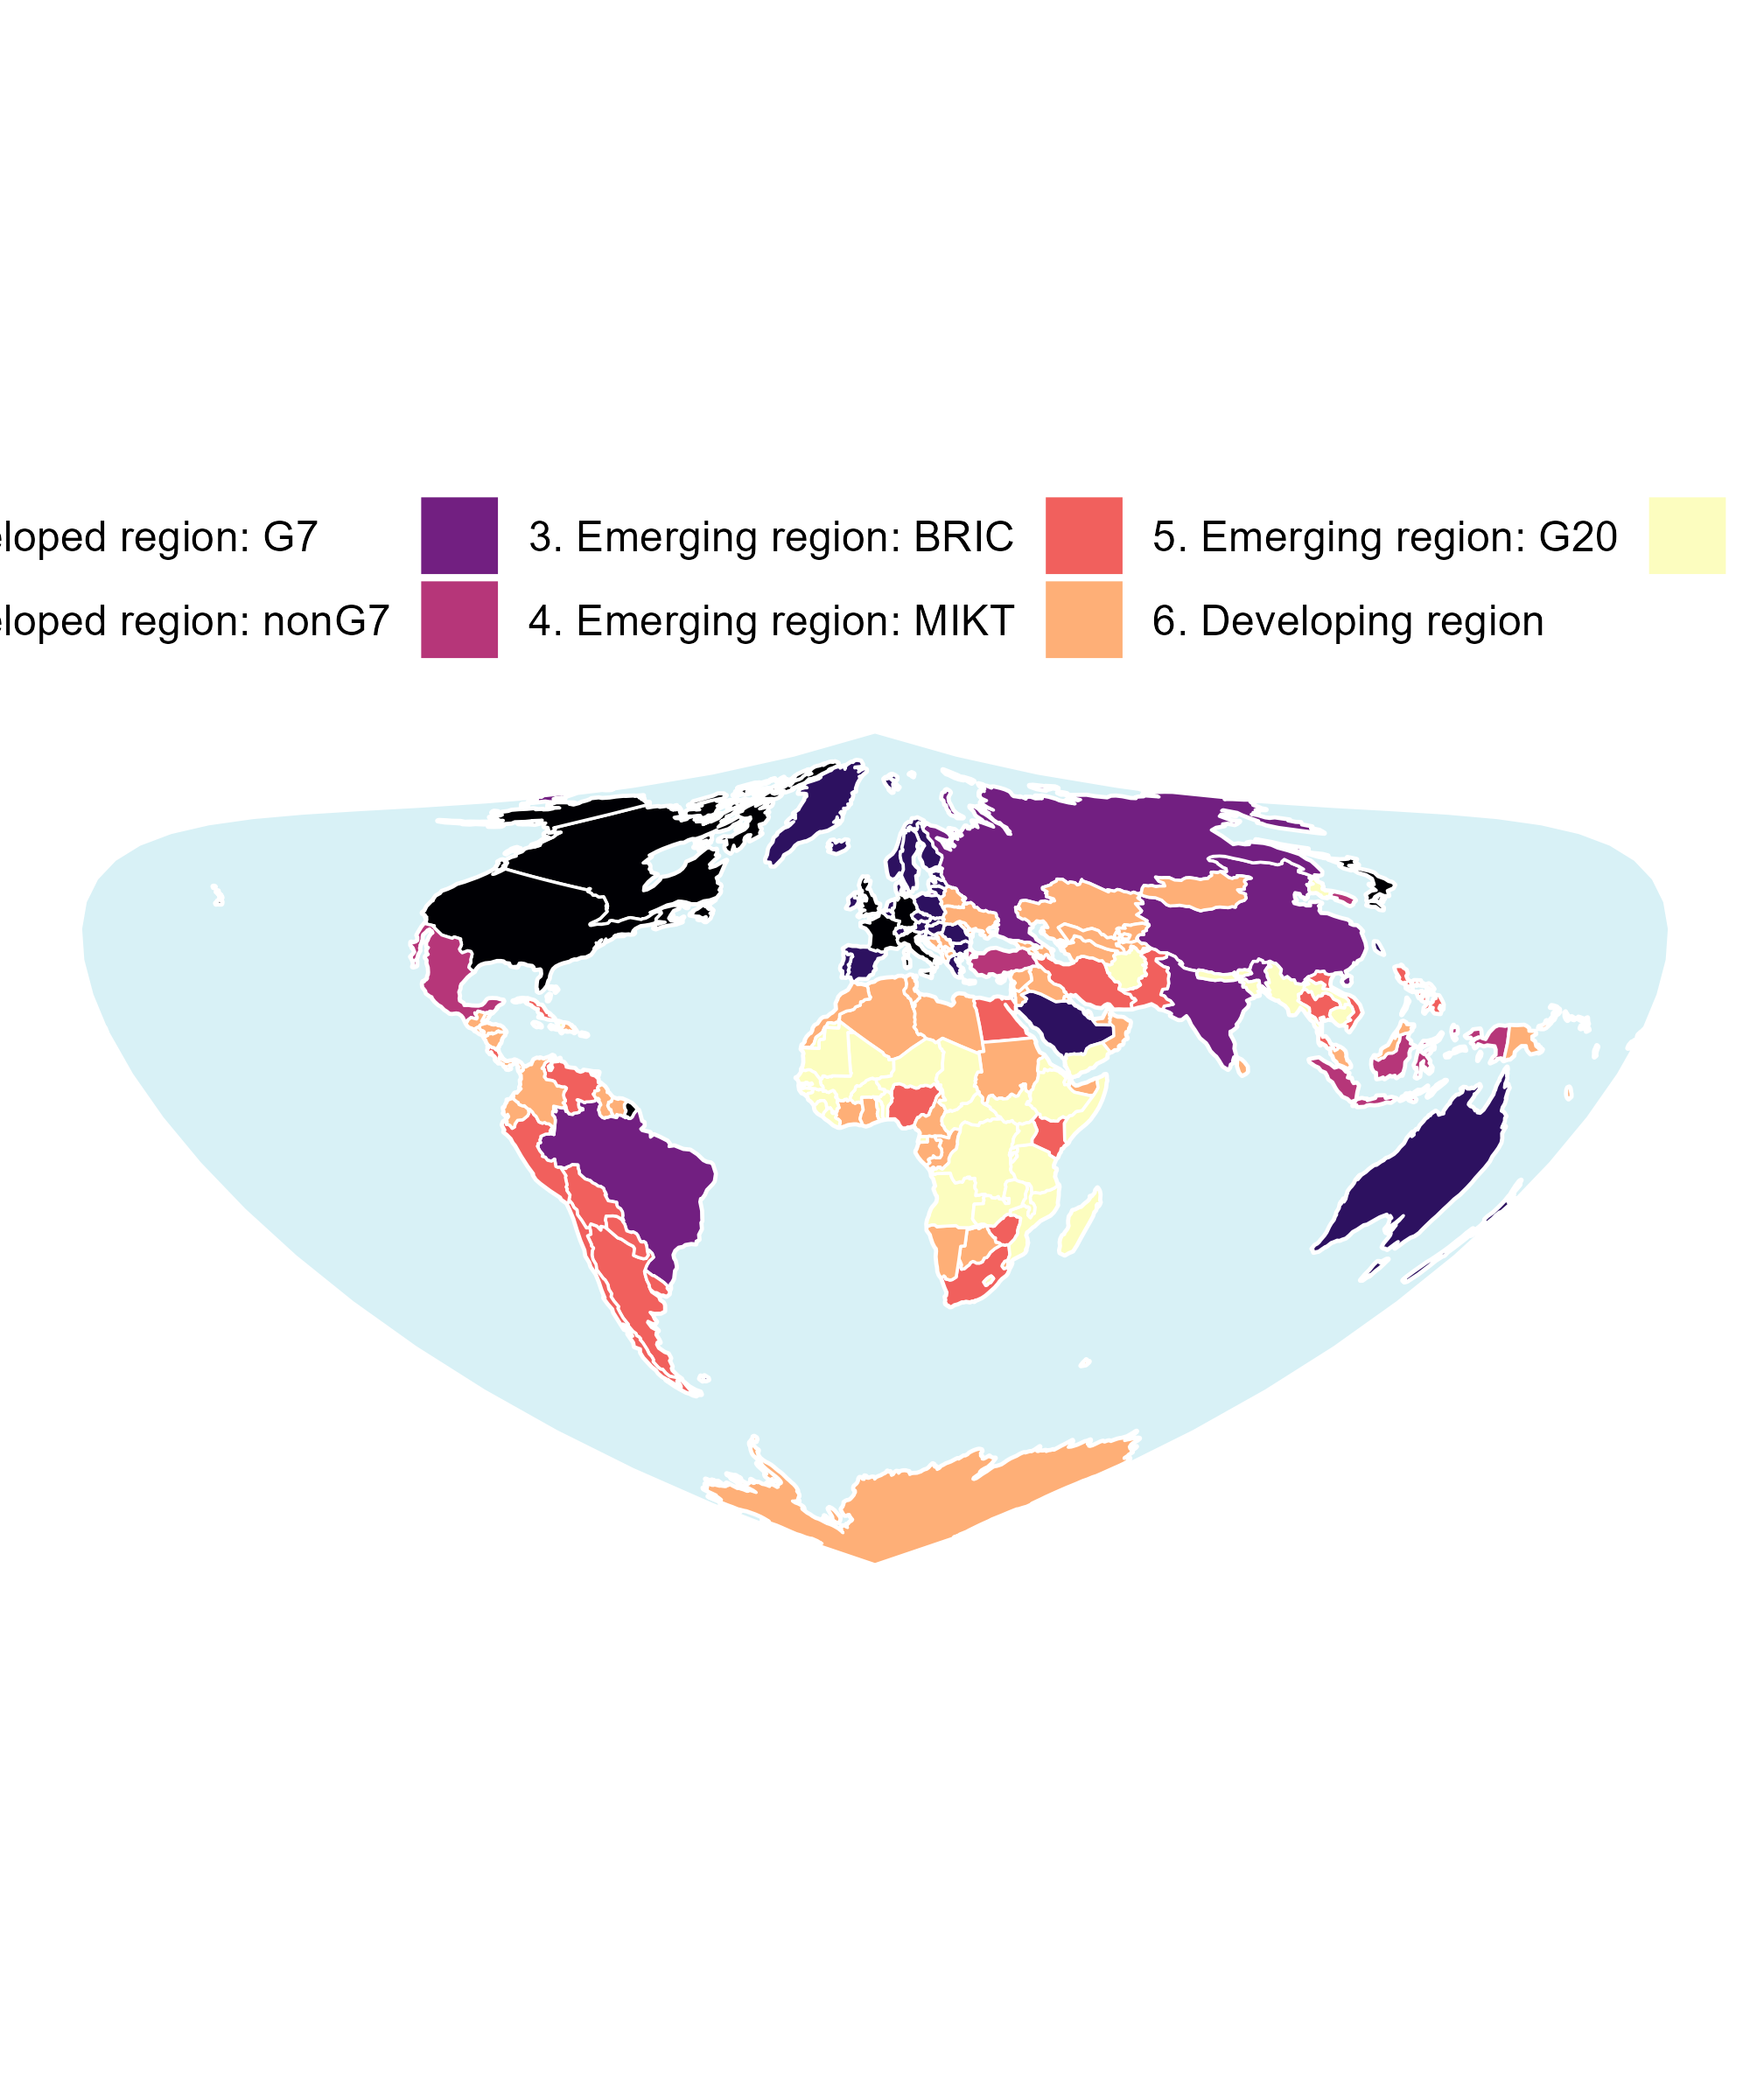 eloped region: G7 3. Emerging region: BRIC 5. Emerging region: G20
eloped region: nonG7 4. Emerging region: MIKT 6. Developing region